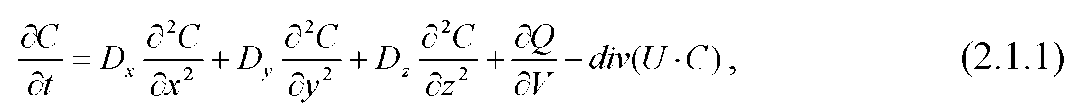 ∂C/∂t = D_x ∂²C/∂x² + D_y ∂²C/∂y² + D_z ∂²C/∂z² + ∂Q/∂V − div(U · C) , (2.1.1)